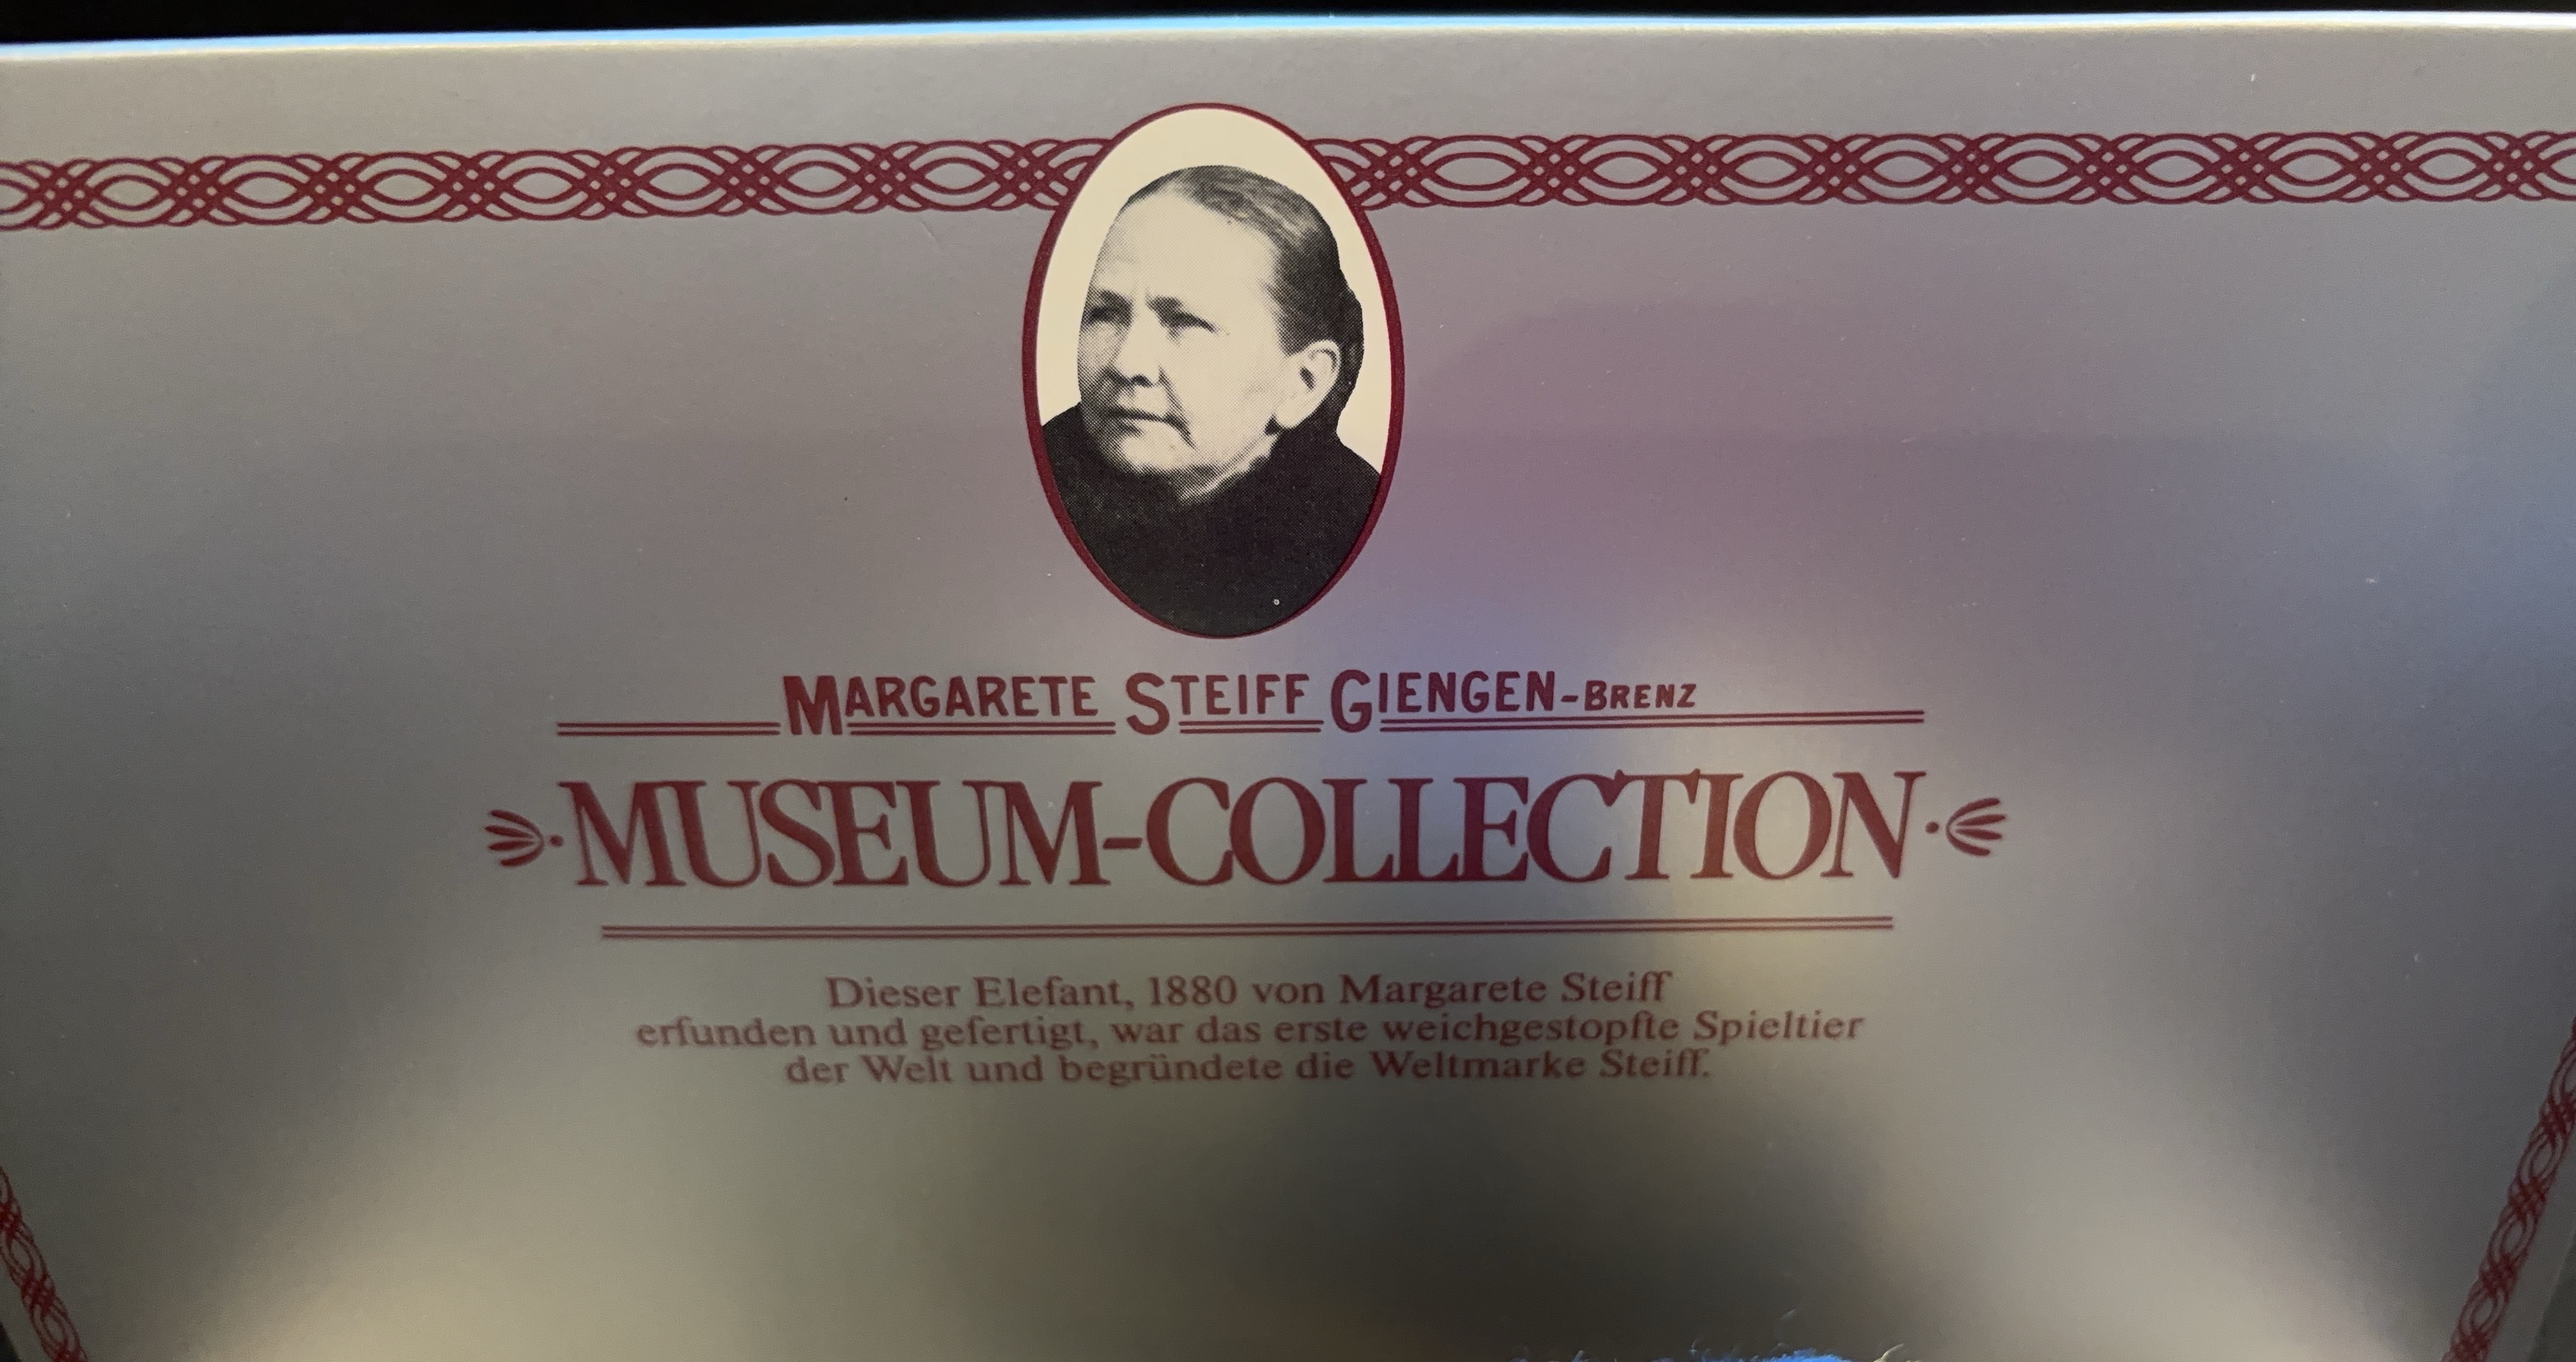 MARGARETE STEIFF GIENGEN-BRENZ
MUSEUM-COLLECTION
Dieser Elefant, 1880 von Margarete Steiff
erfunden und gefertigt, war das erste weichgestopfte Spieltier
der Welt und begründete die Weltmarke Steiff.